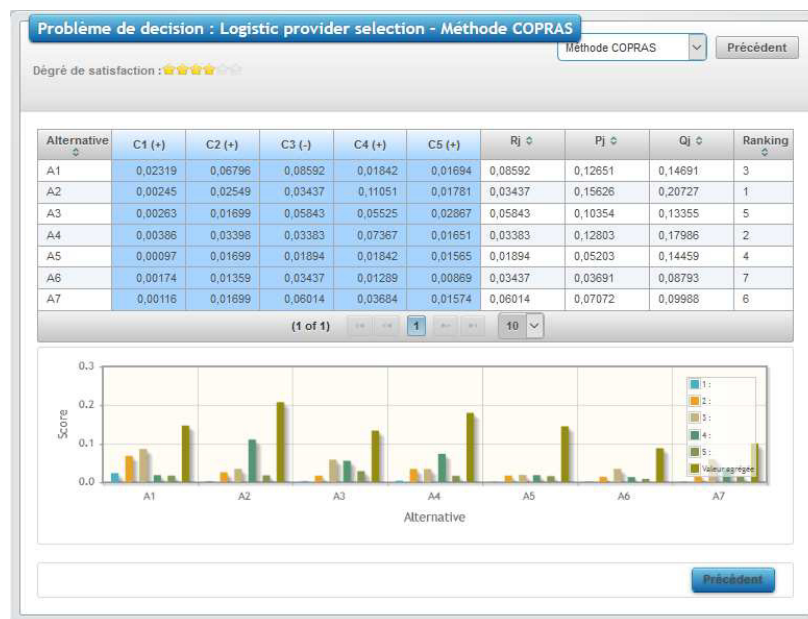 Problème de decision : Logistic provider selection - Méthode COPRAS
Méthode COPRAS Précédent
Dégré de satisfaction :
Alternative C1 (+) C2 (+) C3 (-) C4 (+) C5 (+) Rj Pj Qj Ranking
A1 0,02319 0,06796 0,08592 0,01842 0,01694 0,08592 0,12651 0,14691 3
A2 0,00245 0,02549 0,03437 0,11051 0,01781 0,03437 0,15626 0,20727 1
A3 0,00263 0,01699 0,05843 0,05525 0,02867 0,05843 0,10354 0,13355 5
A4 0,00386 0,03398 0,03383 0,07367 0,01651 0,03383 0,12803 0,17986 2
A5 0,00097 0,01699 0,01894 0,01842 0,01565 0,01894 0,05203 0,14459 4
A6 0,00174 0,01359 0,03437 0,01289 0,00869 0,03437 0,03691 0,08793 7
A7 0,00116 0,01699 0,06014 0,03684 0,01574 0,06014 0,07072 0,09988 6
(1 of 1) 1 10
0.3
0.2
0.1
0.0
Score
1 :
2 :
3 :
4 :
5 :
Valeur agrégée
A1 A2 A3 A4 A5 A6 A7
Alternative
Précédent